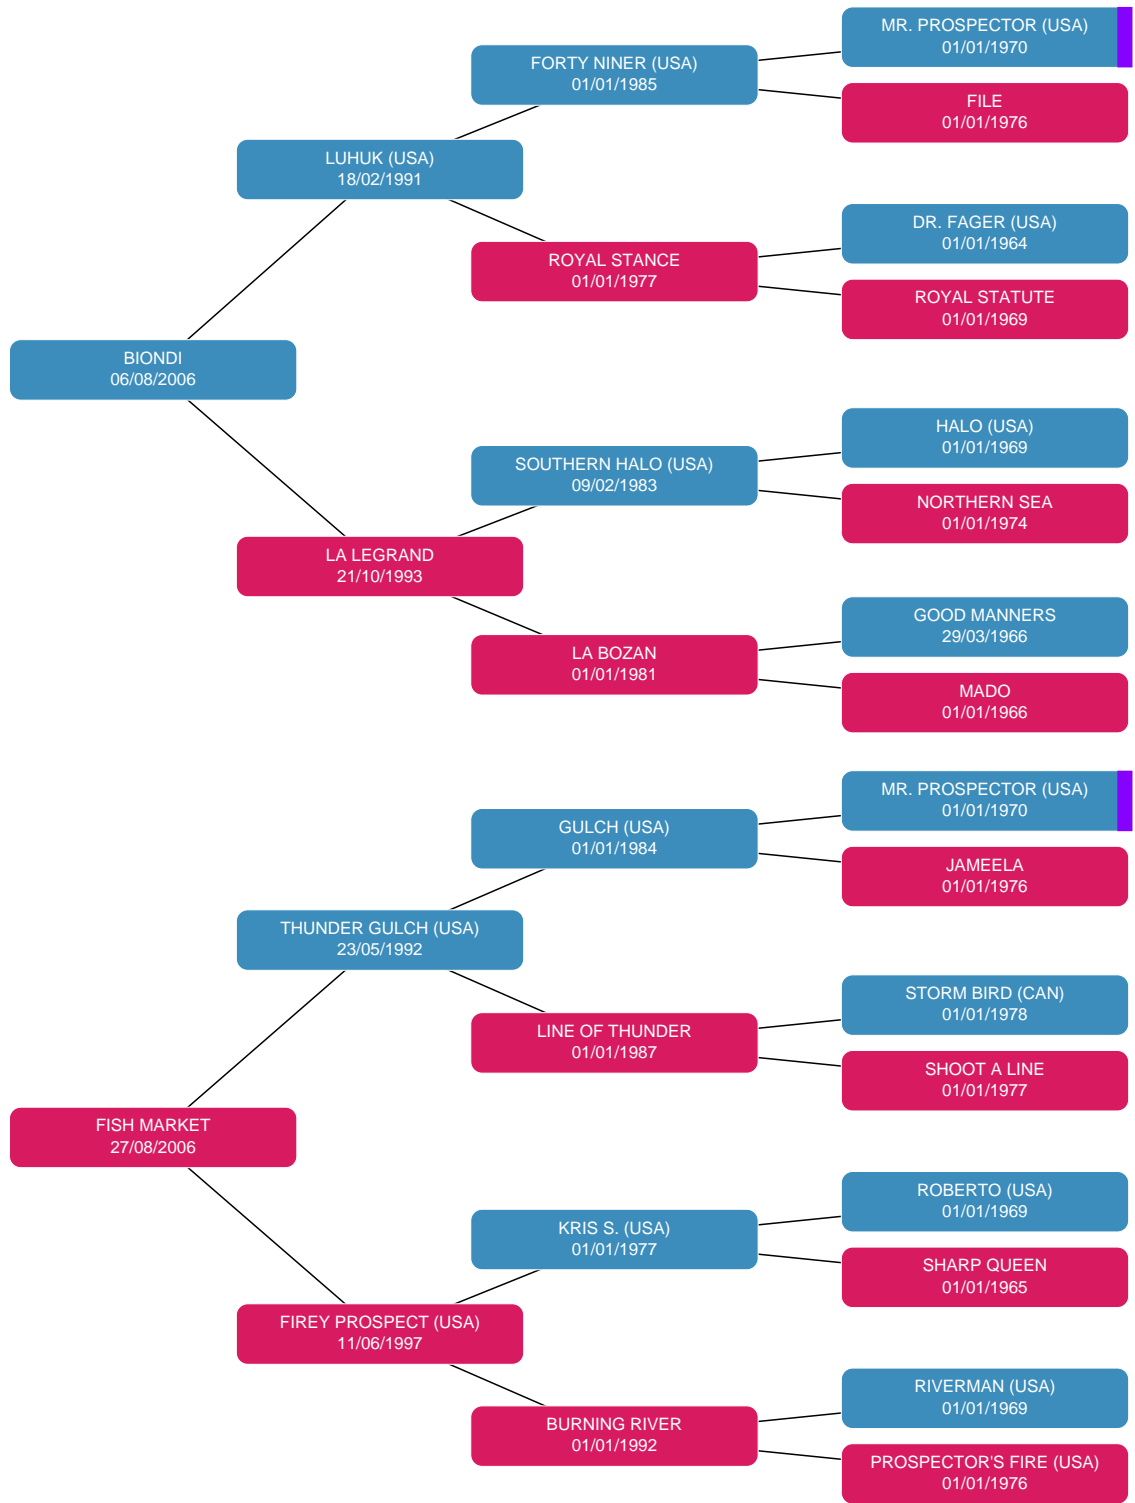 MR. PROSPECTOR (USA)
01/01/1970
FORTY NINER (USA)
01/01/1985
FILE
01/01/1976
LUHUK (USA)
18/02/1991
DR. FAGER (USA)
01/01/1964
ROYAL STANCE
01/01/1977
ROYAL STATUTE
01/01/1969
BIONDI
06/08/2006
HALO (USA)
01/01/1969
SOUTHERN HALO (USA)
09/02/1983
NORTHERN SEA
01/01/1974
LA LEGRAND
21/10/1993
GOOD MANNERS
29/03/1966
LA BOZAN
01/01/1981
MADO
01/01/1966
MR. PROSPECTOR (USA)
01/01/1970
GULCH (USA)
01/01/1984
JAMEELA
01/01/1976
THUNDER GULCH (USA)
23/05/1992
STORM BIRD (CAN)
01/01/1978
LINE OF THUNDER
01/01/1987
SHOOT A LINE
01/01/1977
FISH MARKET
27/08/2006
ROBERTO (USA)
01/01/1969
KRIS S. (USA)
01/01/1977
SHARP QUEEN
01/01/1965
FIREY PROSPECT (USA)
11/06/1997
RIVERMAN (USA)
01/01/1969
BURNING RIVER
01/01/1992
PROSPECTOR'S FIRE (USA)
01/01/1976